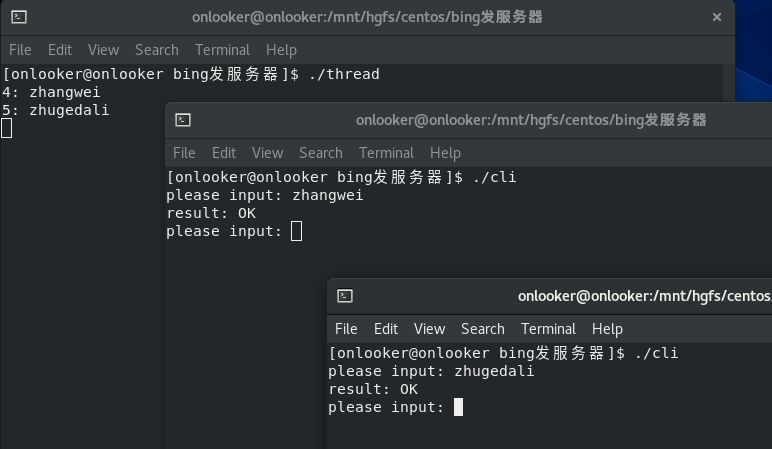 onlooker@onlooker:/mnt/hgfs/centos/bing发服务器
File Edit View Search Terminal Help
[onlooker@onlooker bing发服务器]$ ./thread
4: zhangwei
5: zhugedali
onlooker@onlooker:/mnt/hgfs/centos/bing发服务器
File Edit View Search Terminal Help
[onlooker@onlooker bing发服务器]$ ./cli
please input: zhangwei
result: OK
please input:
onlooker@onlooker:/mnt/hgfs/centos
File Edit View Search Terminal Help
[onlooker@onlooker bing发服务器]$ ./cli
please input: zhugedali
result: OK
please input: